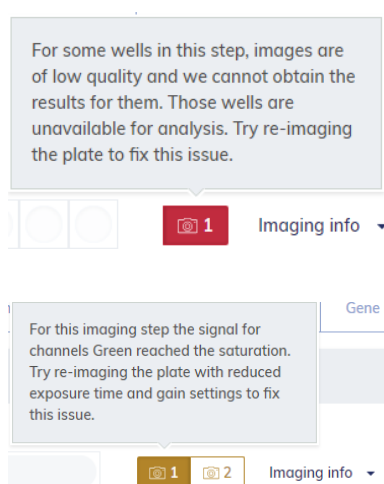 For some wells in this step, images are
of low quality and we cannot obtain the
results for them. Those wells are
unavailable for analysis. Try re-imaging
the plate to fix this issue.
1 Imaging info
Gene
For this imaging step the signal for
channels Green reached the saturation.
Try re-imaging the plate with reduced
exposure time and gain settings to fix
this issue.
1 2 Imaging info